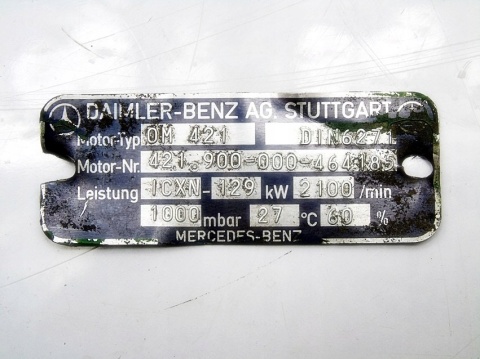 DAIMLER-BENZ AG. STUTTGART
Motor-Typ OM 421 DIN6271
Motor-Nr. 421.900-000-464185
Leistung ICXN-129 kW 2100/min
1000 mbar 27 °C 60 %
MERCEDES-BENZ